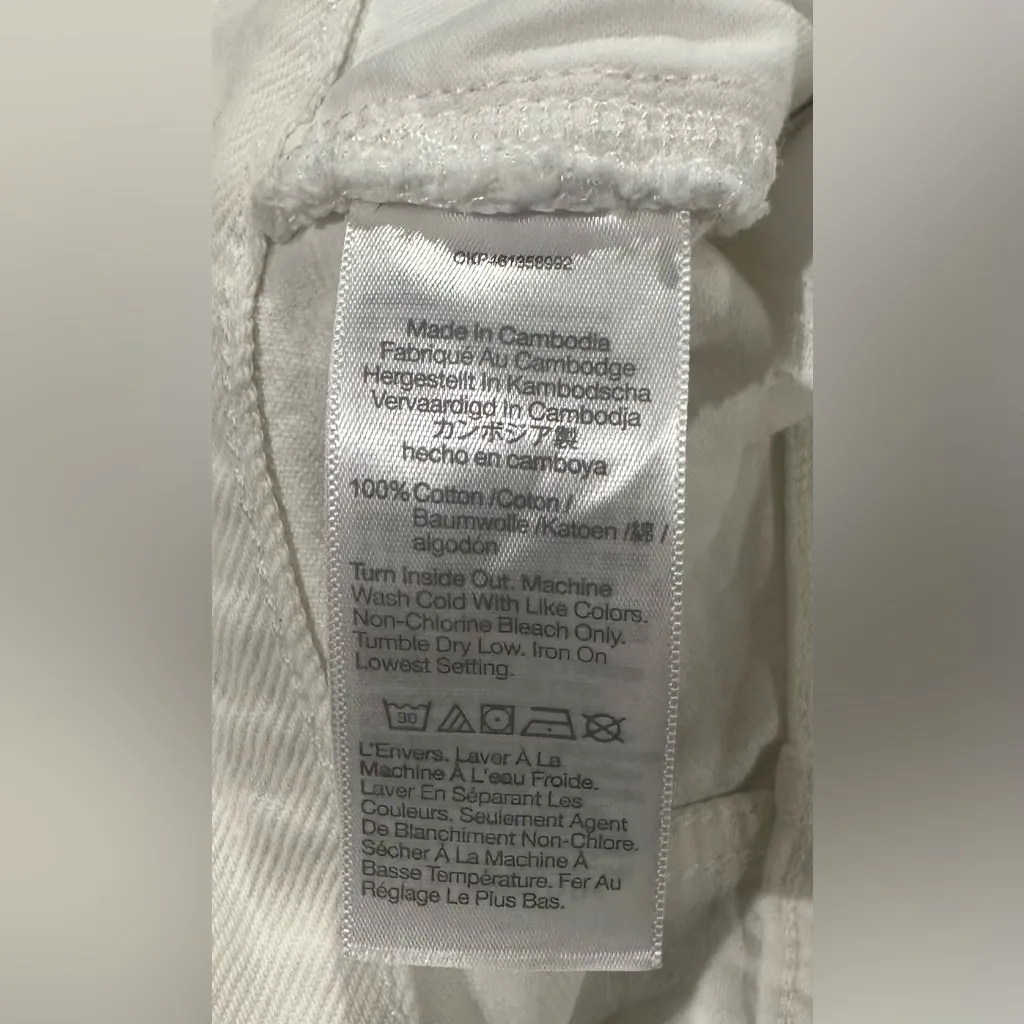 CKP461958992
Made In Cambodia
Fabriqué Au Cambodge
Hergestellt In Kambodscha
Vervaardigd In Cambodja
カンボジア製
hecho en camboya
100% Cotton /Coton /
Baumwolle /Katoen /綿 /
algodón
Turn Inside Out. Machine
Wash Cold With Like Colors.
Non-Chlorine Bleach Only.
Tumble Dry Low. Iron On
Lowest Setting.
30
L'Envers. Laver À La
Machine À L'eau Froide.
Laver En Séparant Les
Couleurs. Seulement Agent
De Blanchiment Non-Chlore.
Sécher À La Machine À
Basse Température. Fer Au
Réglage Le Plus Bas.